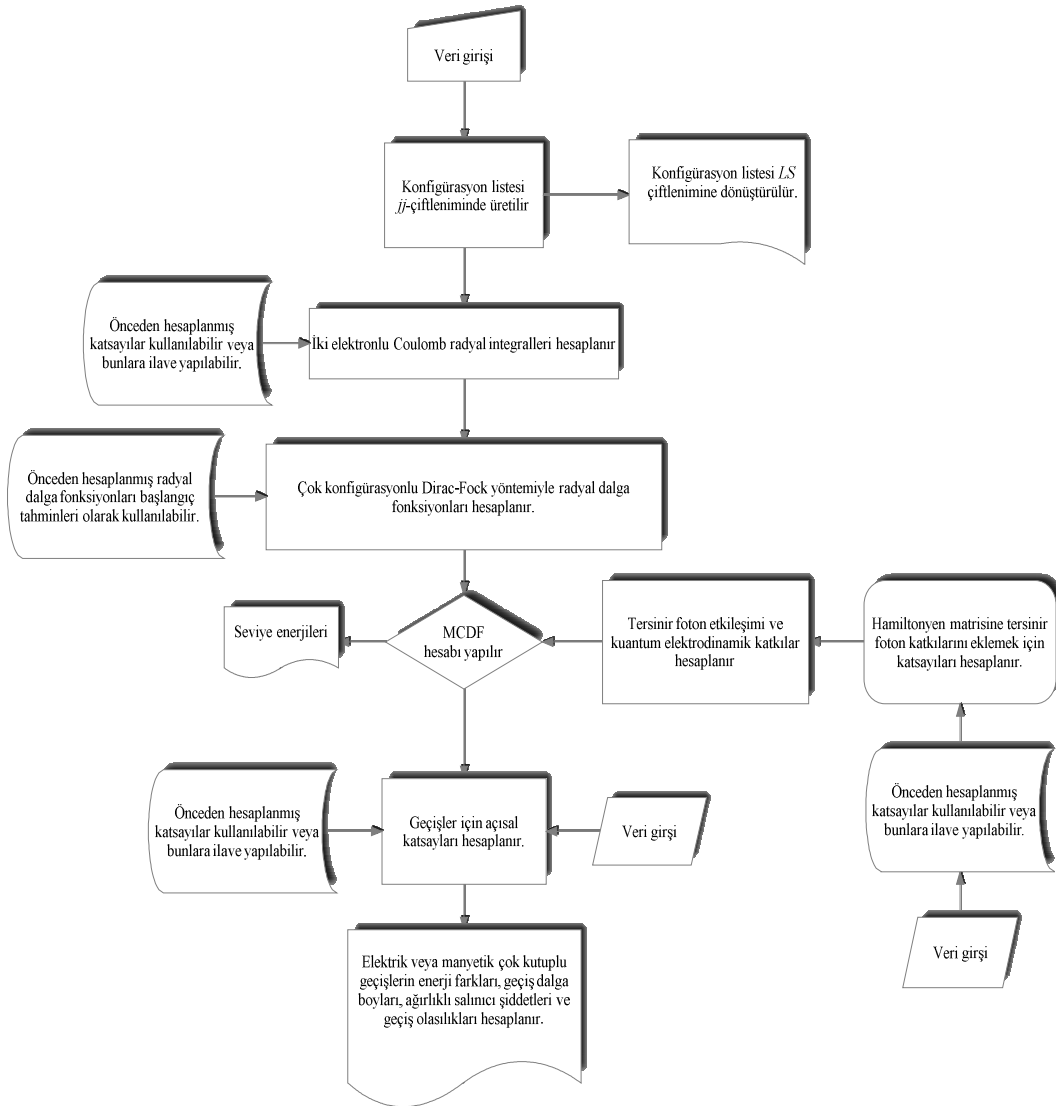 Veri girişi
Konfigürasyon listesi
jj-çiftleniminde üretilir
Konfigürasyon listesi LS
çiftlenimine dönüştürülür.
Önceden hesaplanmış
katsayılar kullanılabilir veya
bunlara ilave yapılabilir.
İki elektronlu Coulomb radyal integralleri hesaplanır
Önceden hesaplanmış radyal
dalga fonksiyonları başlangıç
tahminleri olarak kullanılabilir.
Çok konfigürasyonlu Dirac-Fock yöntemiyle radyal dalga
fonksiyonları hesaplanır.
Seviye enerjileri
MCDF
hesabı yapılır
Tersinir foton etkileşimi ve
kuantum elektrodinamik katkılar
hesaplanır
Hamiltonyen matrisine tersinir
foton katkılarını eklemek için
katsayıları hesaplanır.
Önceden hesaplanmış
katsayılar kullanılabilir veya
bunlara ilave yapılabilir.
Geçişler için açısal
katsayları hesaplanır.
Veri girşi
Önceden hesaplanmış
katsayılar kullanılabilir veya
bunlara ilave yapılabilir.
Veri girşi
Elektrik veya manyetik çok kutuplu
geçişlerin enerji farkları, geçiş dalga
boyları, ağırlıklı salınıcı şiddetleri ve
geçiş olasılıkları hesaplanır.